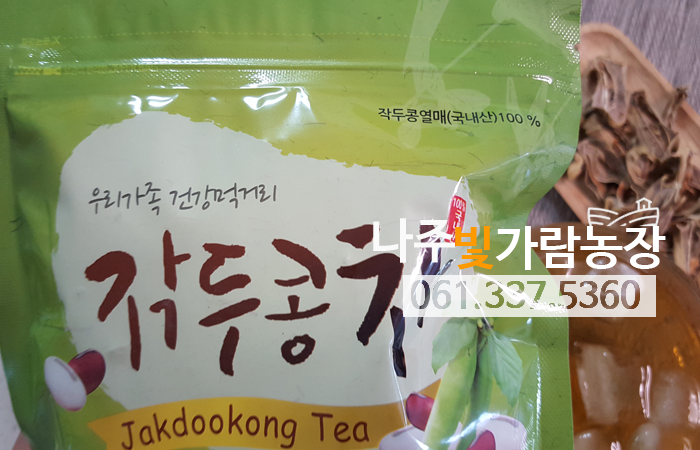 작두콩열매(국내산)100 %
우리가족 건강먹거리
작두콩차
나주빛가람농장
061.337.5360
Jakdookong Tea